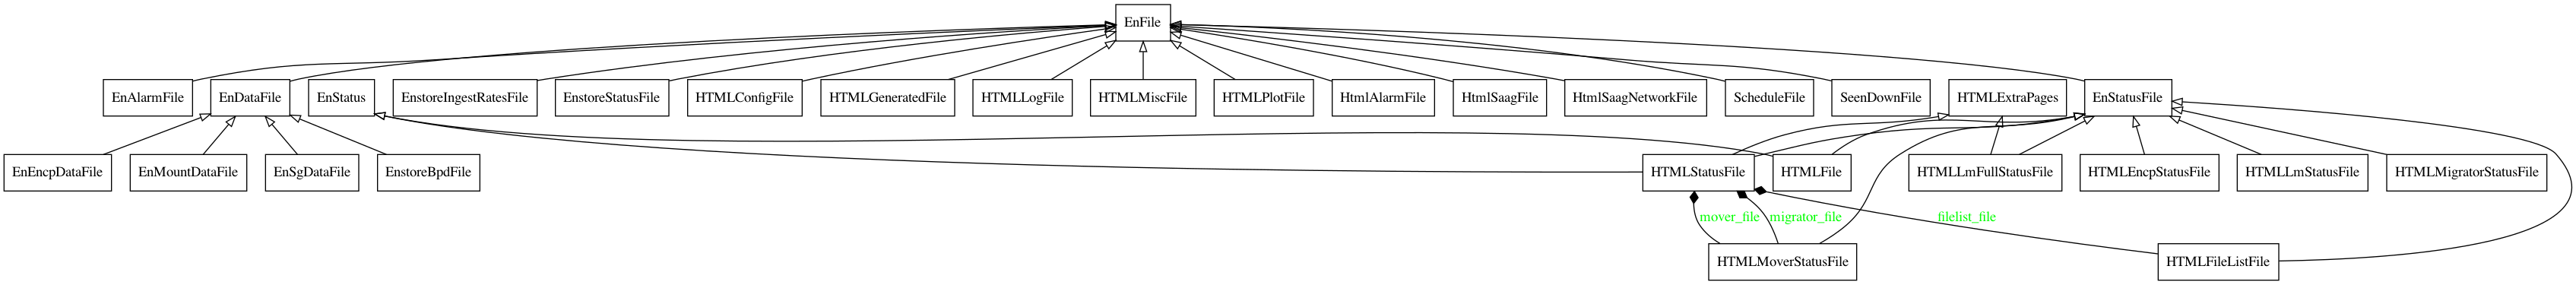 EnFile
EnAlarmFile
EnDataFile
EnStatus
EnstoreIngestRatesFile
EnstoreStatusFile
HTMLConfigFile
HTMLGeneratedFile
HTMLLogFile
HTMLMiscFile
HTMLPlotFile
HtmlAlarmFile
HtmlSaagFile
HtmlSaagNetworkFile
ScheduleFile
SeenDownFile
HTMLExtraPages
EnStatusFile
EnEncpDataFile
EnMountDataFile
EnSgDataFile
EnstoreBpdFile
HTMLStatusFile
HTMLFile
HTMLLmFullStatusFile
HTMLEncpStatusFile
HTMLLmStatusFile
HTMLMigratorStatusFile
mover_file
migrator_file
filelist_file
HTMLMoverStatusFile
HTMLFileListFile